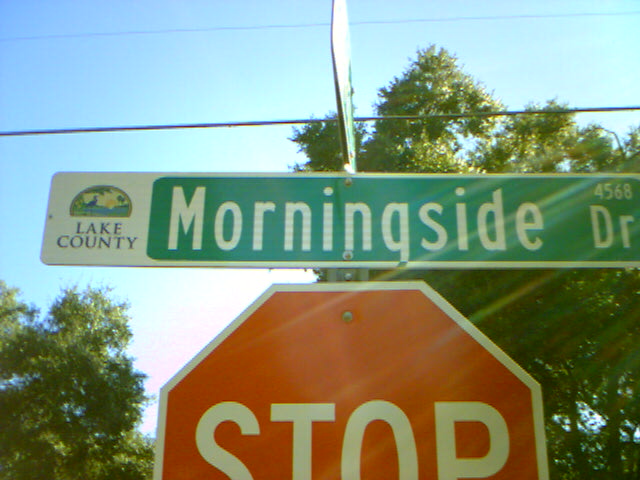 LAKE
COUNTY
Morningside Dr
4568
STOP